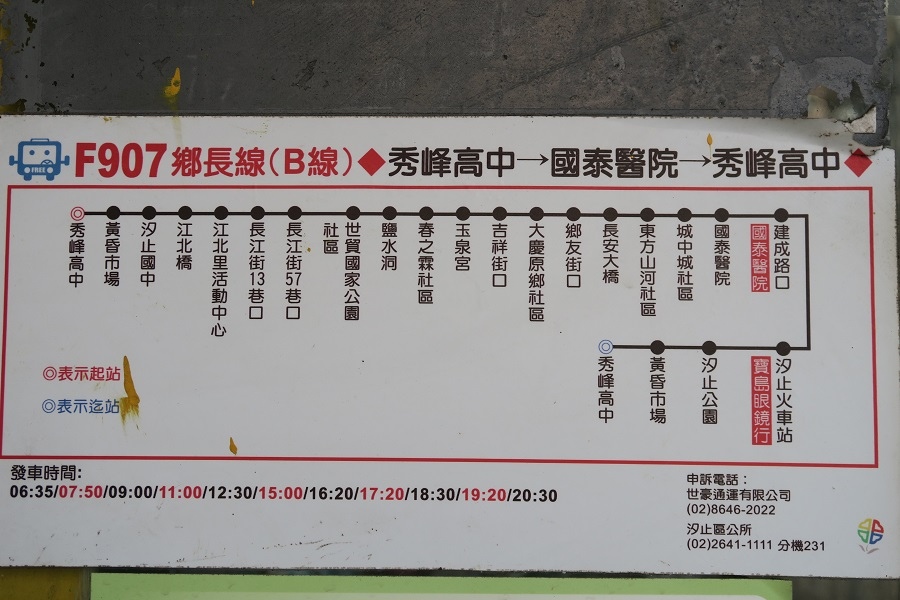 FREE
F907 鄉長線(B線)◆秀峰高中→國泰醫院→秀峰高中◆
秀峰高中
黃昏市場
汐止國中
江北橋
江北里活動中心
長江街13巷口
長江街57巷口
世貿國家公園
社區
鹽水洞
春之霖社區
玉泉宮
吉祥街口
大慶原鄉社區
鄉友街口
長安大橋
東方山河社區
城中城社區
國泰醫院
建成路口
國泰醫院
汐止火車站
寶島眼鏡行
汐止公園
黃昏市場
秀峰高中
◎表示起站
◎表示迄站
發車時間:
06:35/07:50/09:00/11:00/12:30/15:00/16:20/17:20/18:30/19:20/20:30
申訴電話:
世豪通運有限公司
(02)8646-2022
汐止區公所
(02)2641-1111 分機231